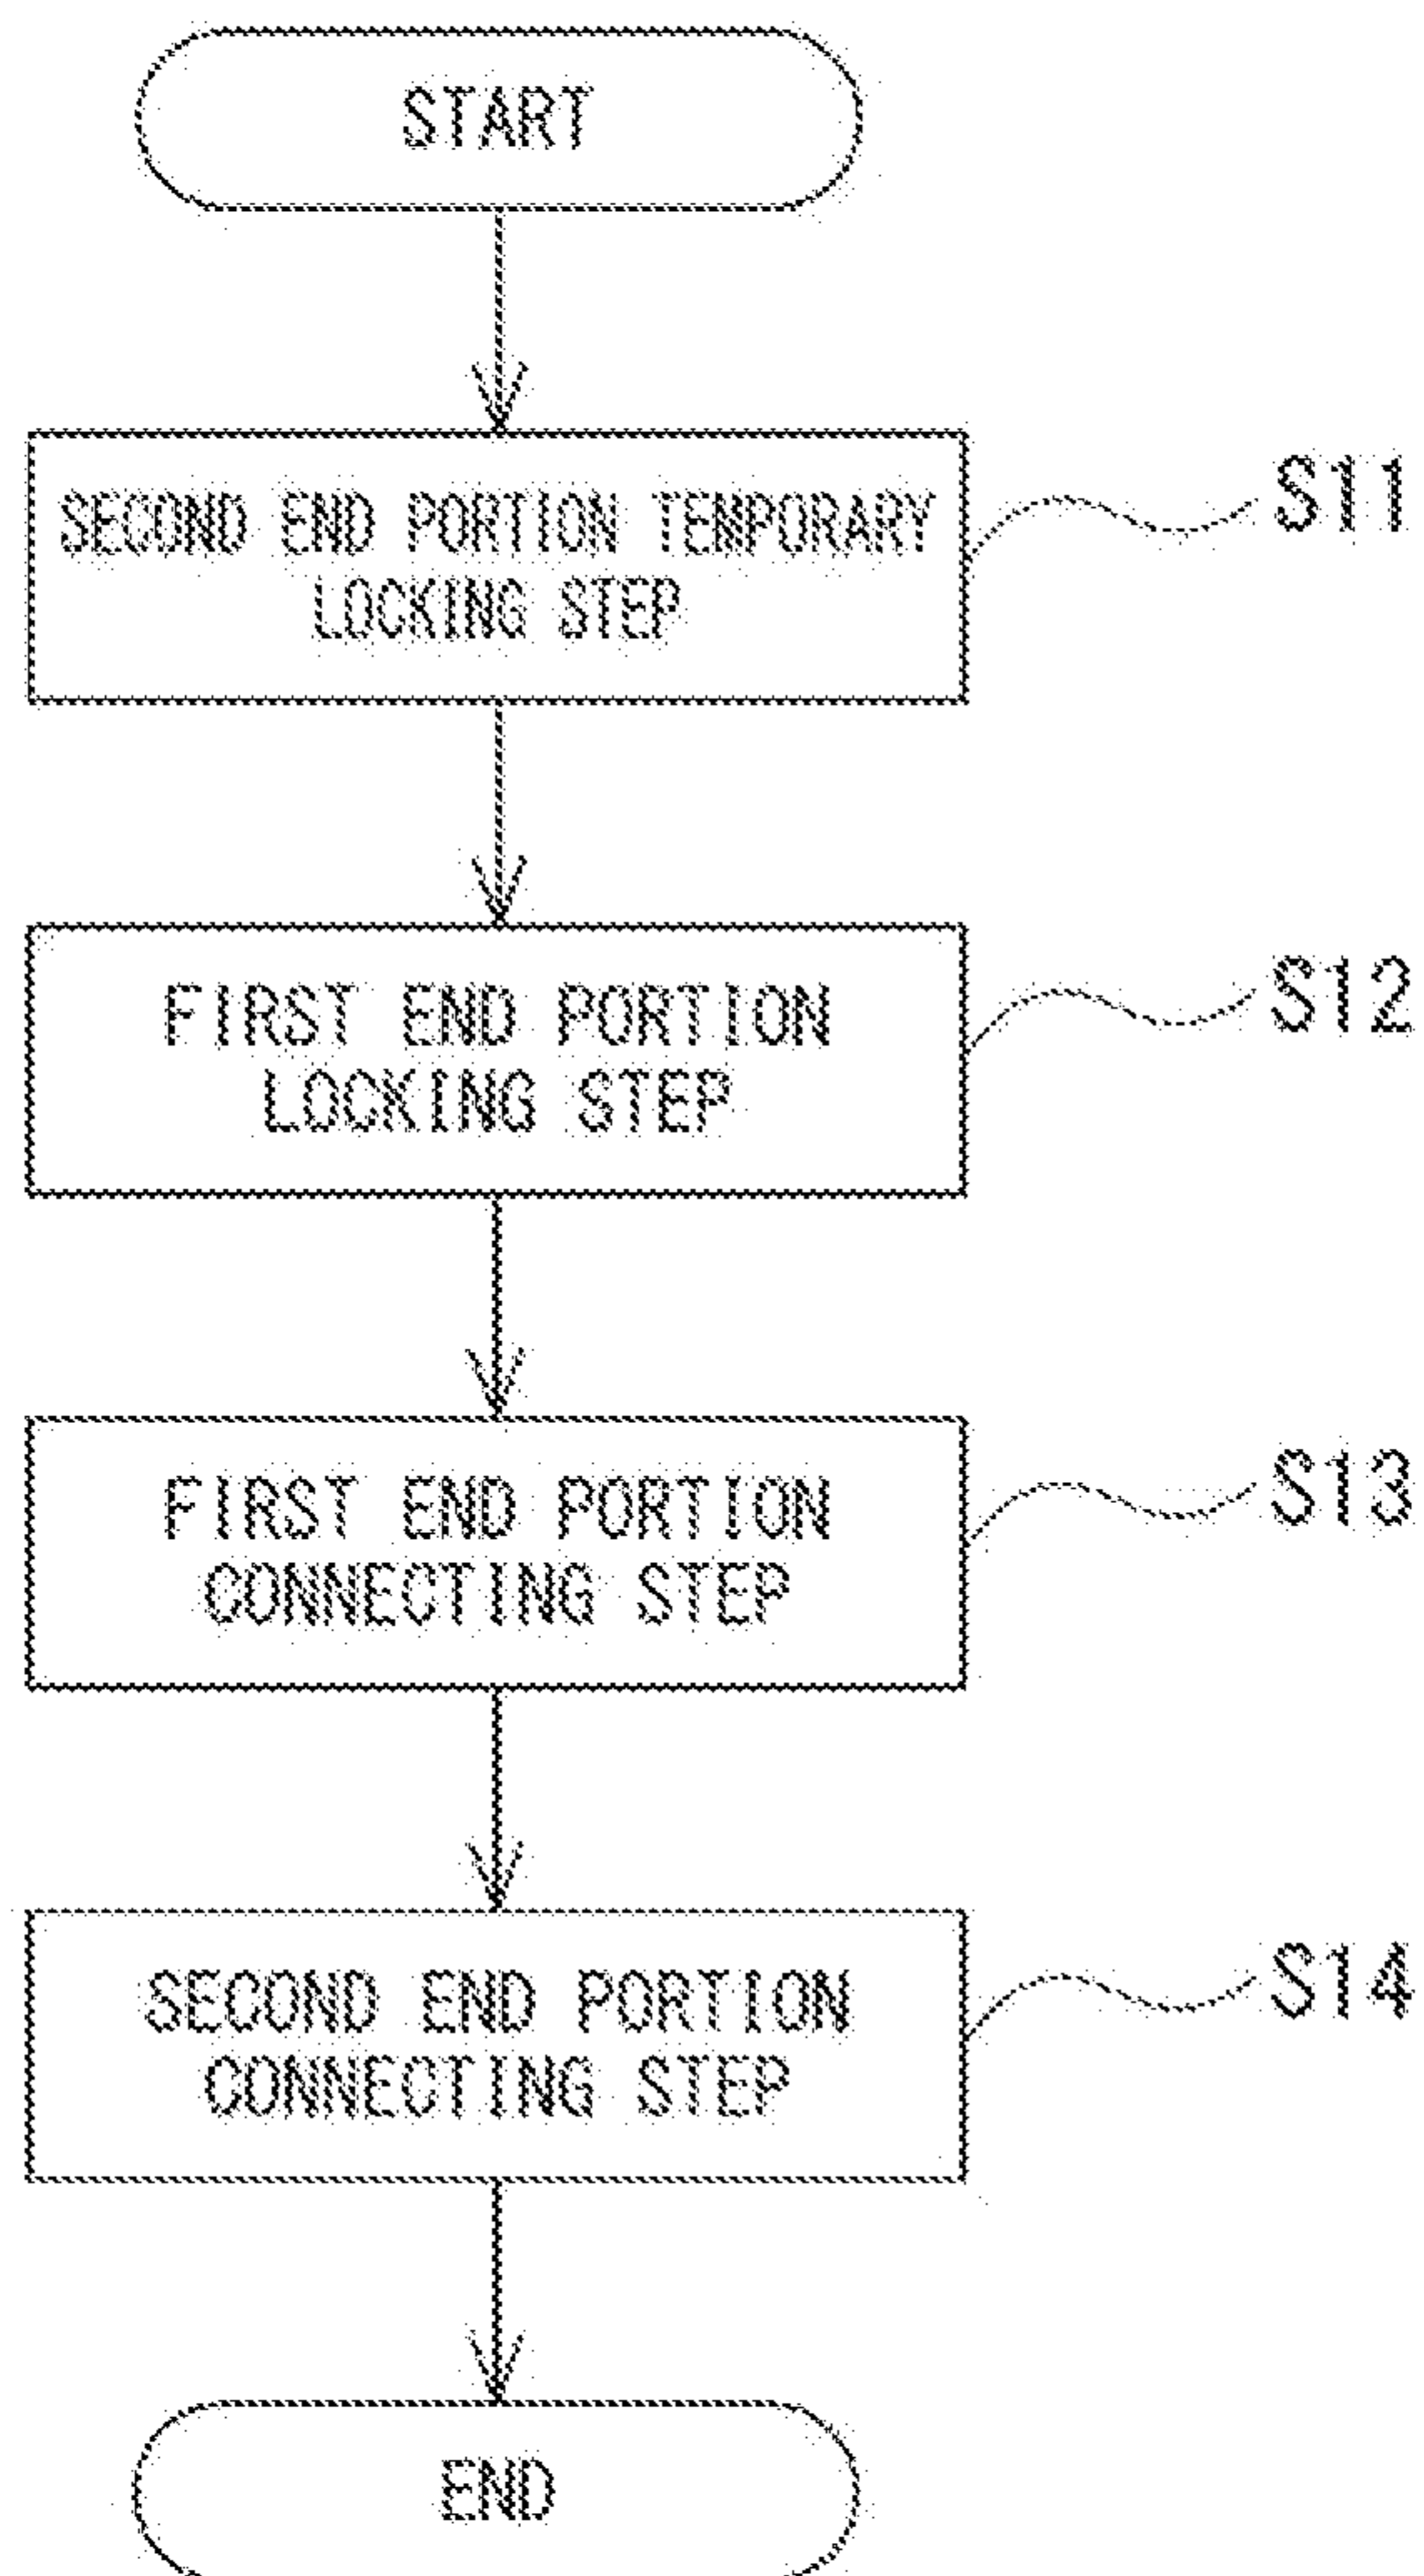 START
SECOND END PORTION TEMPORARY
LOCKING STEP
S11
FIRST END PORTION
LOCKING STEP
S12
FIRST END PORTION
CONNECTING STEP
S13
SECOND END PORTION
CONNECTING STEP
S14
END